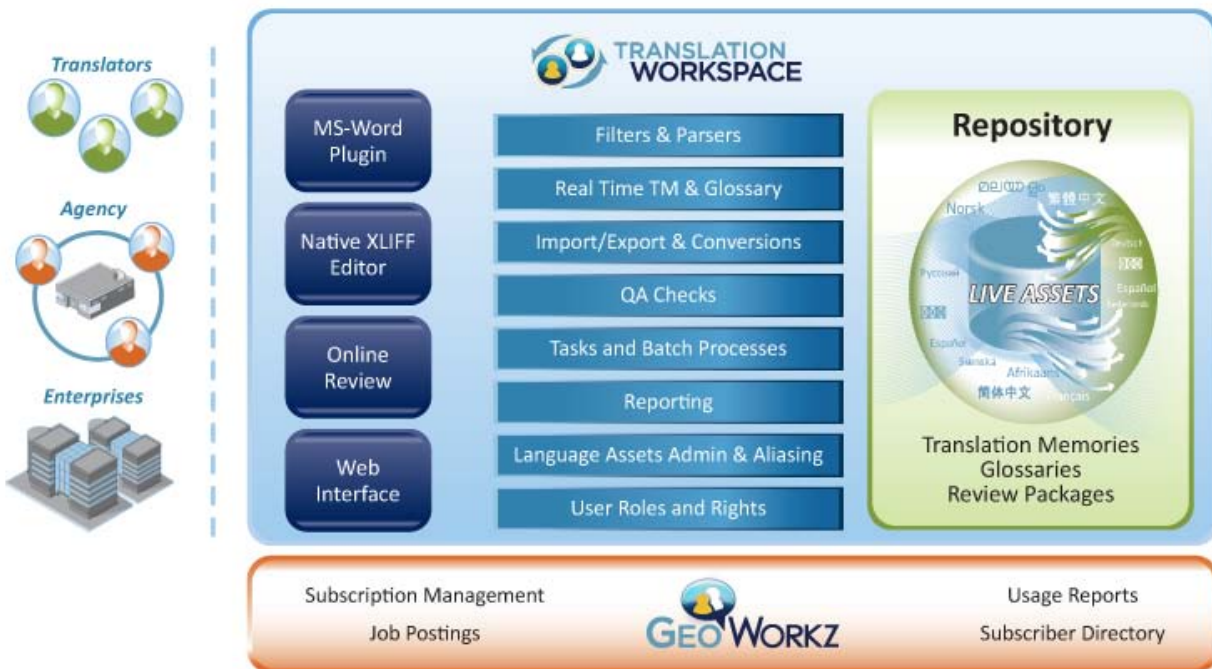 Translators
Agency
Enterprises
TRANSLATION
WORKSPACE
MS-Word
Plugin
Native XLIFF
Editor
Online
Review
Web
Interface
Filters & Parsers
Real Time TM & Glossary
Import/Export & Conversions
QA Checks
Tasks and Batch Processes
Reporting
Language Assets Admin & Aliasing
User Roles and Rights
Repository
繁體中文
Norsk
Deutsch
Русский
LIVE ASSETS
Español
Nederlands
Español
Svenska
Afrikaans
简体中文
Français
Translation Memories
Glossaries
Review Packages
Subscription Management
Job Postings
GEOWORKZ
Usage Reports
Subscriber Directory